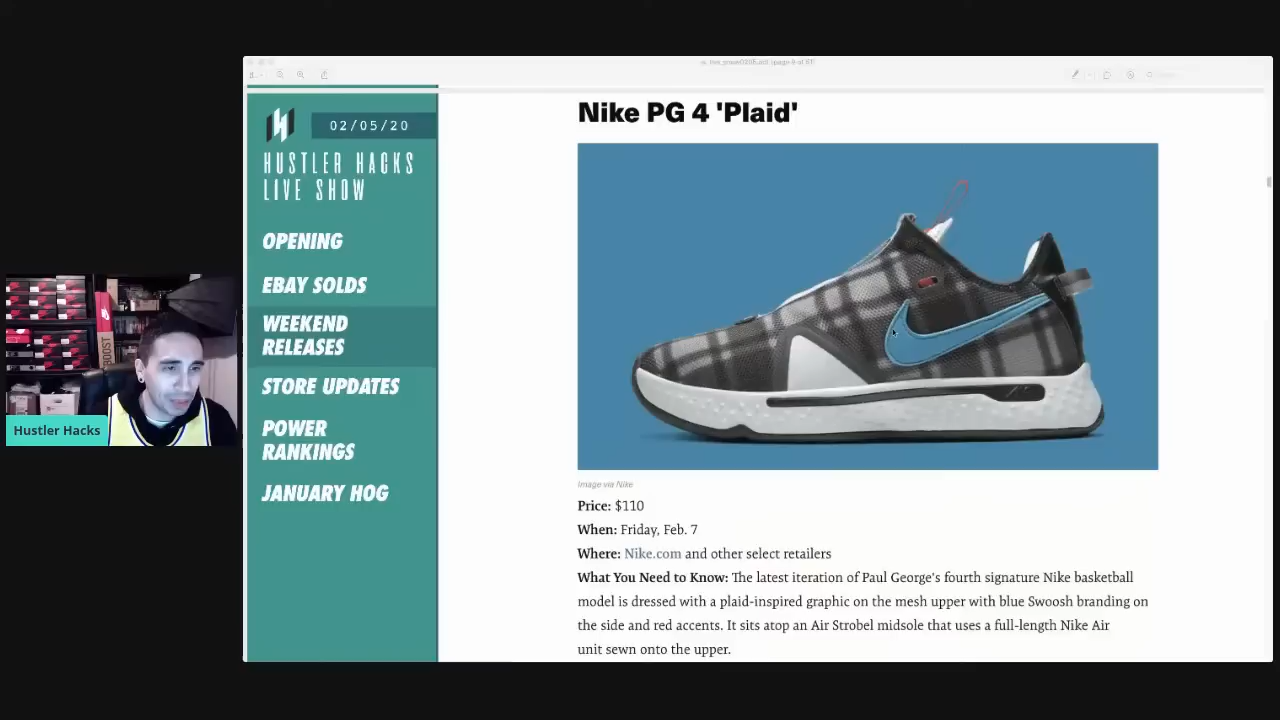 02/05/20
HUSTLER HACKS
LIVE SHOW
OPENING
EBAY SOLDS
WEEKEND
RELEASES
STORE UPDATES
POWER
RANKINGS
JANUARY HOG
Hustler Hacks
BOOST
Nike PG 4 'Plaid'
Image via Nike
Price: $110
When: Friday, Feb. 7
Where: Nike.com and other select retailers
What You Need to Know: The latest iteration of Paul George's fourth signature Nike basketball
model is dressed with a plaid-inspired graphic on the mesh upper with blue Swoosh branding on
the side and red accents. It sits atop an Air Strobel midsole that uses a full-length Nike Air
unit sewn onto the upper.